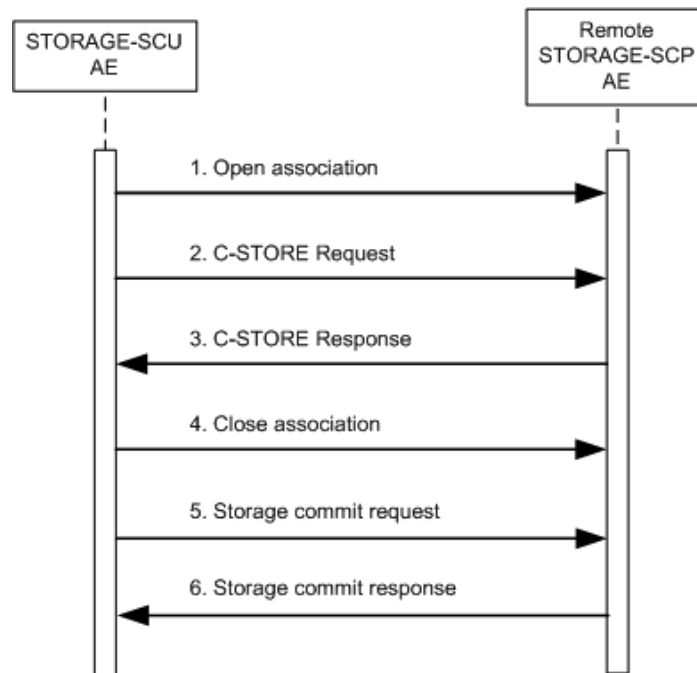 STORAGE-SCU
AE
Remote
STORAGE-SCP
AE
1. Open association
2. C-STORE Request
3. C-STORE Response
4. Close association
5. Storage commit request
6. Storage commit response